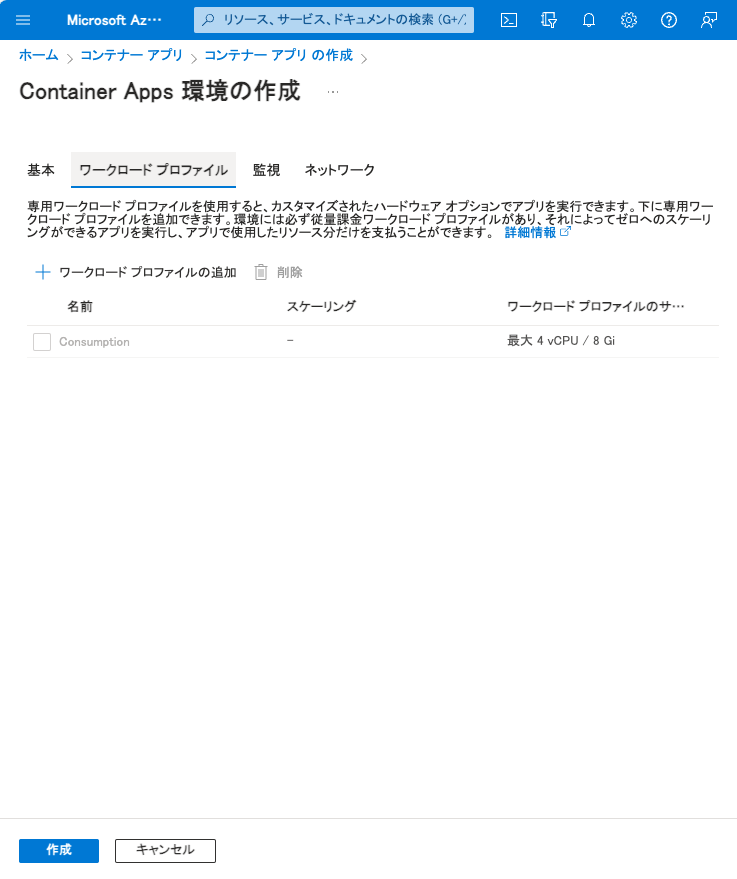 Microsoft Az…
リソース、サービス、ドキュメントの検索 (G+/)
ホーム > コンテナー アプリ > コンテナー アプリ の作成 >
Container Apps 環境の作成 …
基本 ワークロード プロファイル 監視 ネットワーク
専用ワークロード プロファイルを使用すると、カスタマイズされたハードウェア オプションでアプリを実行できます。下に専用ワー
クロード プロファイルを追加できます。環境には必ず従量課金ワークロード プロファイルがあり、それによってゼロへのスケーリ
ングができるアプリを実行し、アプリで使用したリソース分だけを支払うことができます。 詳細情報
ワークロード プロファイルの追加 削除
名前 スケーリング ワークロード プロファイルのサ…
Consumption – 最大 4 vCPU / 8 Gi
作成 キャンセル